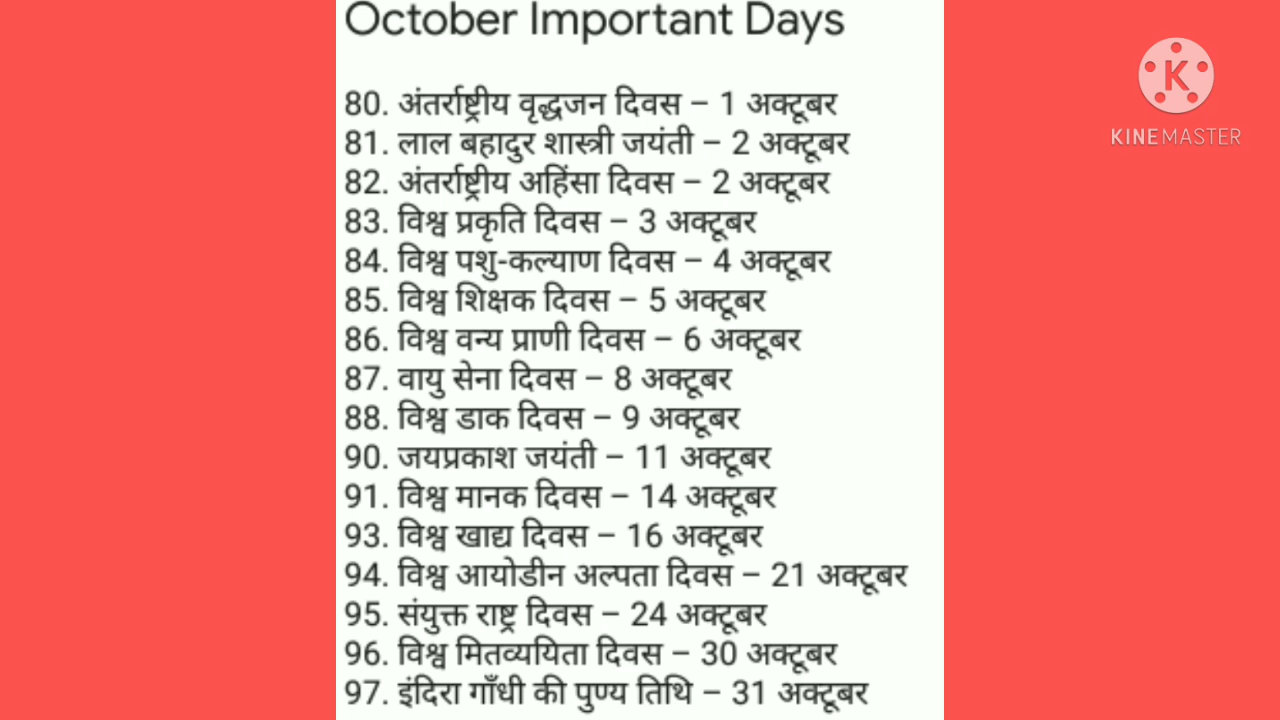 October Important Days
80. अंतर्राष्ट्रीय वृद्धजन दिवस – 1 अक्टूबर
81. लाल बहादुर शास्त्री जयंती – 2 अक्टूबर
82. अंतर्राष्ट्रीय अहिंसा दिवस – 2 अक्टूबर
83. विश्व प्रकृति दिवस – 3 अक्टूबर
84. विश्व पशु-कल्याण दिवस – 4 अक्टूबर
85. विश्व शिक्षक दिवस – 5 अक्टूबर
86. विश्व वन्य प्राणी दिवस – 6 अक्टूबर
87. वायु सेना दिवस – 8 अक्टूबर
88. विश्व डाक दिवस – 9 अक्टूबर
90. जयप्रकाश जयंती – 11 अक्टूबर
91. विश्व मानक दिवस – 14 अक्टूबर
93. विश्व खाद्य दिवस – 16 अक्टूबर
94. विश्व आयोडीन अल्पता दिवस – 21 अक्टूबर
95. संयुक्त राष्ट्र दिवस – 24 अक्टूबर
96. विश्व मितव्ययिता दिवस – 30 अक्टूबर
97. इंदिरा गाँधी की पुण्य तिथि – 31 अक्टूबर
K
KINEMASTER